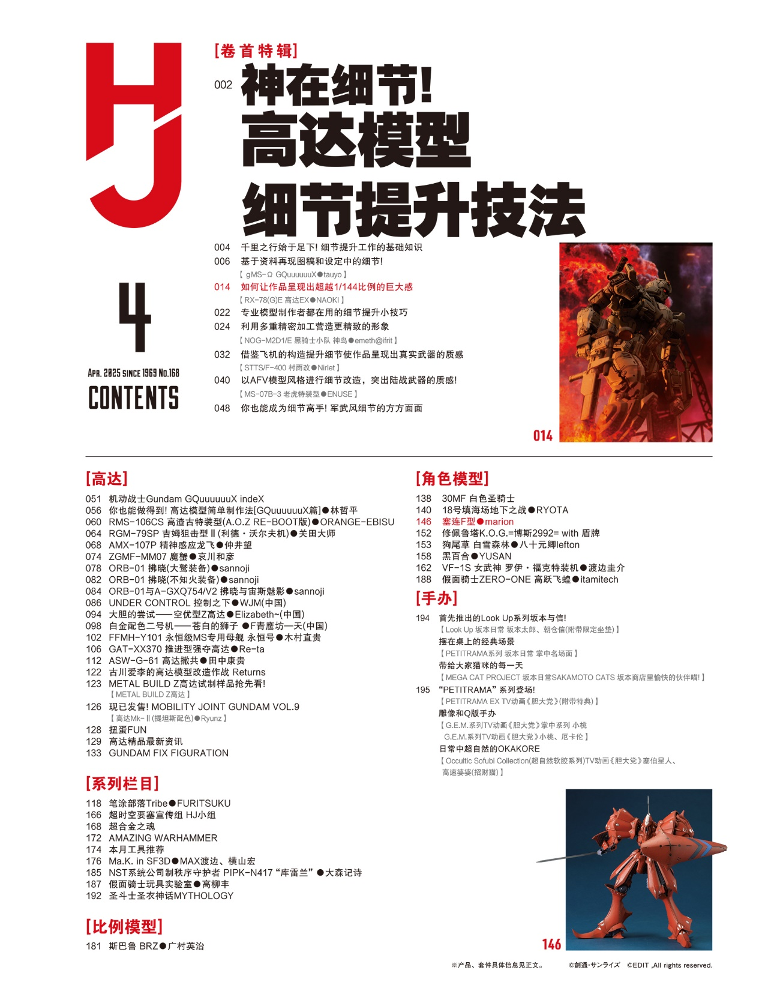 HJ
4
APR. 2025 SINCE 1969 No.168
CONTENTS
[卷首特辑]
002 神在细节!
高达模型
细节提升技法
004 千里之行始于足下! 细节提升工作的基础知识
006 基于资料再现图稿和设定中的细节!
【 gMS-Ω GQuuuuuuX●tauyo 】
014 如何让作品呈现出超越1/144比例的巨大感
【 RX-78(G)E 高达EX●NAOKI 】
022 专业模型制作者都在用的细节提升小技巧
024 利用多重精密加工营造更精致的形象
【 NOG-M2D1/E 黑骑士小队 神鸟●emeth@ifrit 】
032 借鉴飞机的构造提升细节使作品呈现出真实武器的质感
【 STTS/F-400 村雨改●Nirlet 】
040 以AFV模型风格进行细节改造，突出陆战武器的质感!
【 MS-07B-3 老虎特装型●ENUSE 】
048 你也能成为细节高手! 军武风细节的方方面面
014
[高达]
051 机动战士Gundam GQuuuuuuX indeX
056 你也能做得到! 高达模型简单制作法[GQuuuuuuX篇]●林哲平
060 RMS-106CS 高渣古特装型(A.O.Z RE-BOOT版)●ORANGE-EBISU
064 RGM-79SP 吉姆狙击型Ⅱ(利德·沃尔夫机)●关田大师
068 AMX-107P 精神感应龙飞●仲井望
074 ZGMF-MM07 魔蟹●哀川和彦
078 ORB-01 拂晓(大鹫装备)●sannoji
082 ORB-01 拂晓(不知火装备)●sannoji
084 ORB-01与A-GXQ754/V2 拂晓与宙斯魅影●sannoji
086 UNDER CONTROL 控制之下●WJM(中国)
094 大胆的尝试——空优型Z高达●Elizabeth~(中国)
098 白金配色二号机——苍白的狮子 ●F青鹰坊—天(中国)
102 FFMH-Y101 永恒级MS专用母舰 永恒号●木村直贵
106 GAT-XX370 推进型强夺高达●Re-ta
112 ASW-G-61 高达撒共●田中康贵
122 古川爱李的高达模型改造作战 Returns
123 METAL BUILD Z高达试制样品抢先看!
【 METAL BUILD Z高达 】
126 现已发售! MOBILITY JOINT GUNDAM VOL.9
【 高达Mk-Ⅱ(提坦斯配色)●Ryunz 】
128 扭蛋FUN
129 高达精品最新资讯
133 GUNDAM FIX FIGURATION
[系列栏目]
118 笔涂部落Tribe●FURITSUKU
166 超时空要塞宣传组 HJ小组
168 超合金之魂
172 AMAZING WARHAMMER
174 本月工具推荐
176 Ma.K. in SF3D●MAX渡边、横山宏
185 NST系统公司制秩序守护者 PIPK-N417 “库雷兰” ●大森记诗
187 假面骑士玩具实验室●高柳丰
192 圣斗士圣衣神话MYTHOLOGY
[比例模型]
181 斯巴鲁 BRZ●广村英治
[角色模型]
138 30MF 白色圣骑士
140 18号填海场地下之战●RYOTA
146 塞连F型●marion
152 修佩鲁塔K.O.G.=博斯2992= with 盾牌
153 狗尾草 白雪森林●八十元卿lefton
158 黑百合●YUSAN
162 VF-1S 女武神 罗伊·福克特装机●渡边圭介
188 假面骑士ZERO-ONE 高跃飞蝗●itamitech
[手办]
194 首先推出的Look Up系列坂本与信!
【 Look Up 坂本日常 坂本太郎、朝仓信(附带限定坐垫) 】
摆在桌上的经典场景
【 PETITRAMA系列 坂本日常 掌中名场面 】
带给大家猫咪的每一天
【 MEGA CAT PROJECT 坂本日常SAKAMOTO CATS 坂本商店里愉快的伙伴喵! 】
195 “PETITRAMA” 系列登场!
【 PETITRAMA EX TV动画《胆大党》(附带特典) 】
雕像和Q版手办
【 G.E.M.系列TV动画《胆大党》掌中系列 小桃
G.E.M.系列TV动画《胆大党》小桃、厄卡伦 】
日常中超自然的OKAKORE
【 Occultic Sofubi Collection(超自然软胶系列)TV动画《胆大党》塞伯星人、
高速婆婆(招财猫) 】
146
※产品、套件具体信息见正文。 ©創通·サンライズ ©EDIT ,All rights reserved.